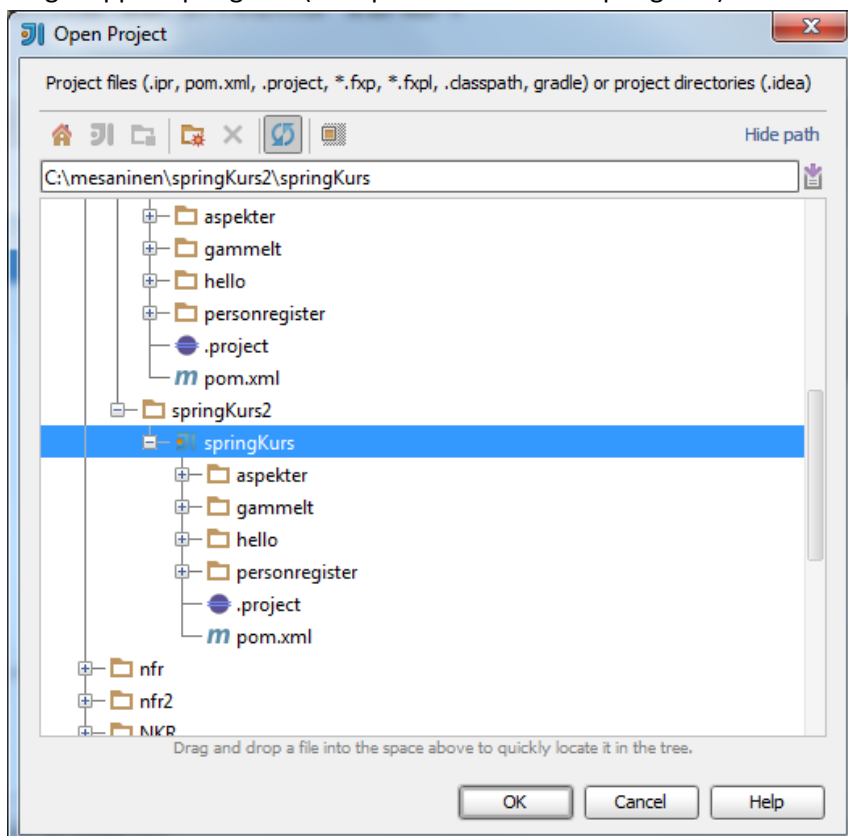 Open Project
Project files (.ipr, pom.xml, .project, *.fxp, *.fxpl, .classpath, gradle) or project directories (.idea)
Hide path
C:\mesaninen\springKurs2\springKurs
aspekter
gammelt
hello
personregister
.project
m pom.xml
springKurs2
springKurs
aspekter
gammelt
hello
personregister
.project
m pom.xml
nfr
nfr2
NKR
Drag and drop a file into the space above to quickly locate it in the tree.
OK Cancel Help